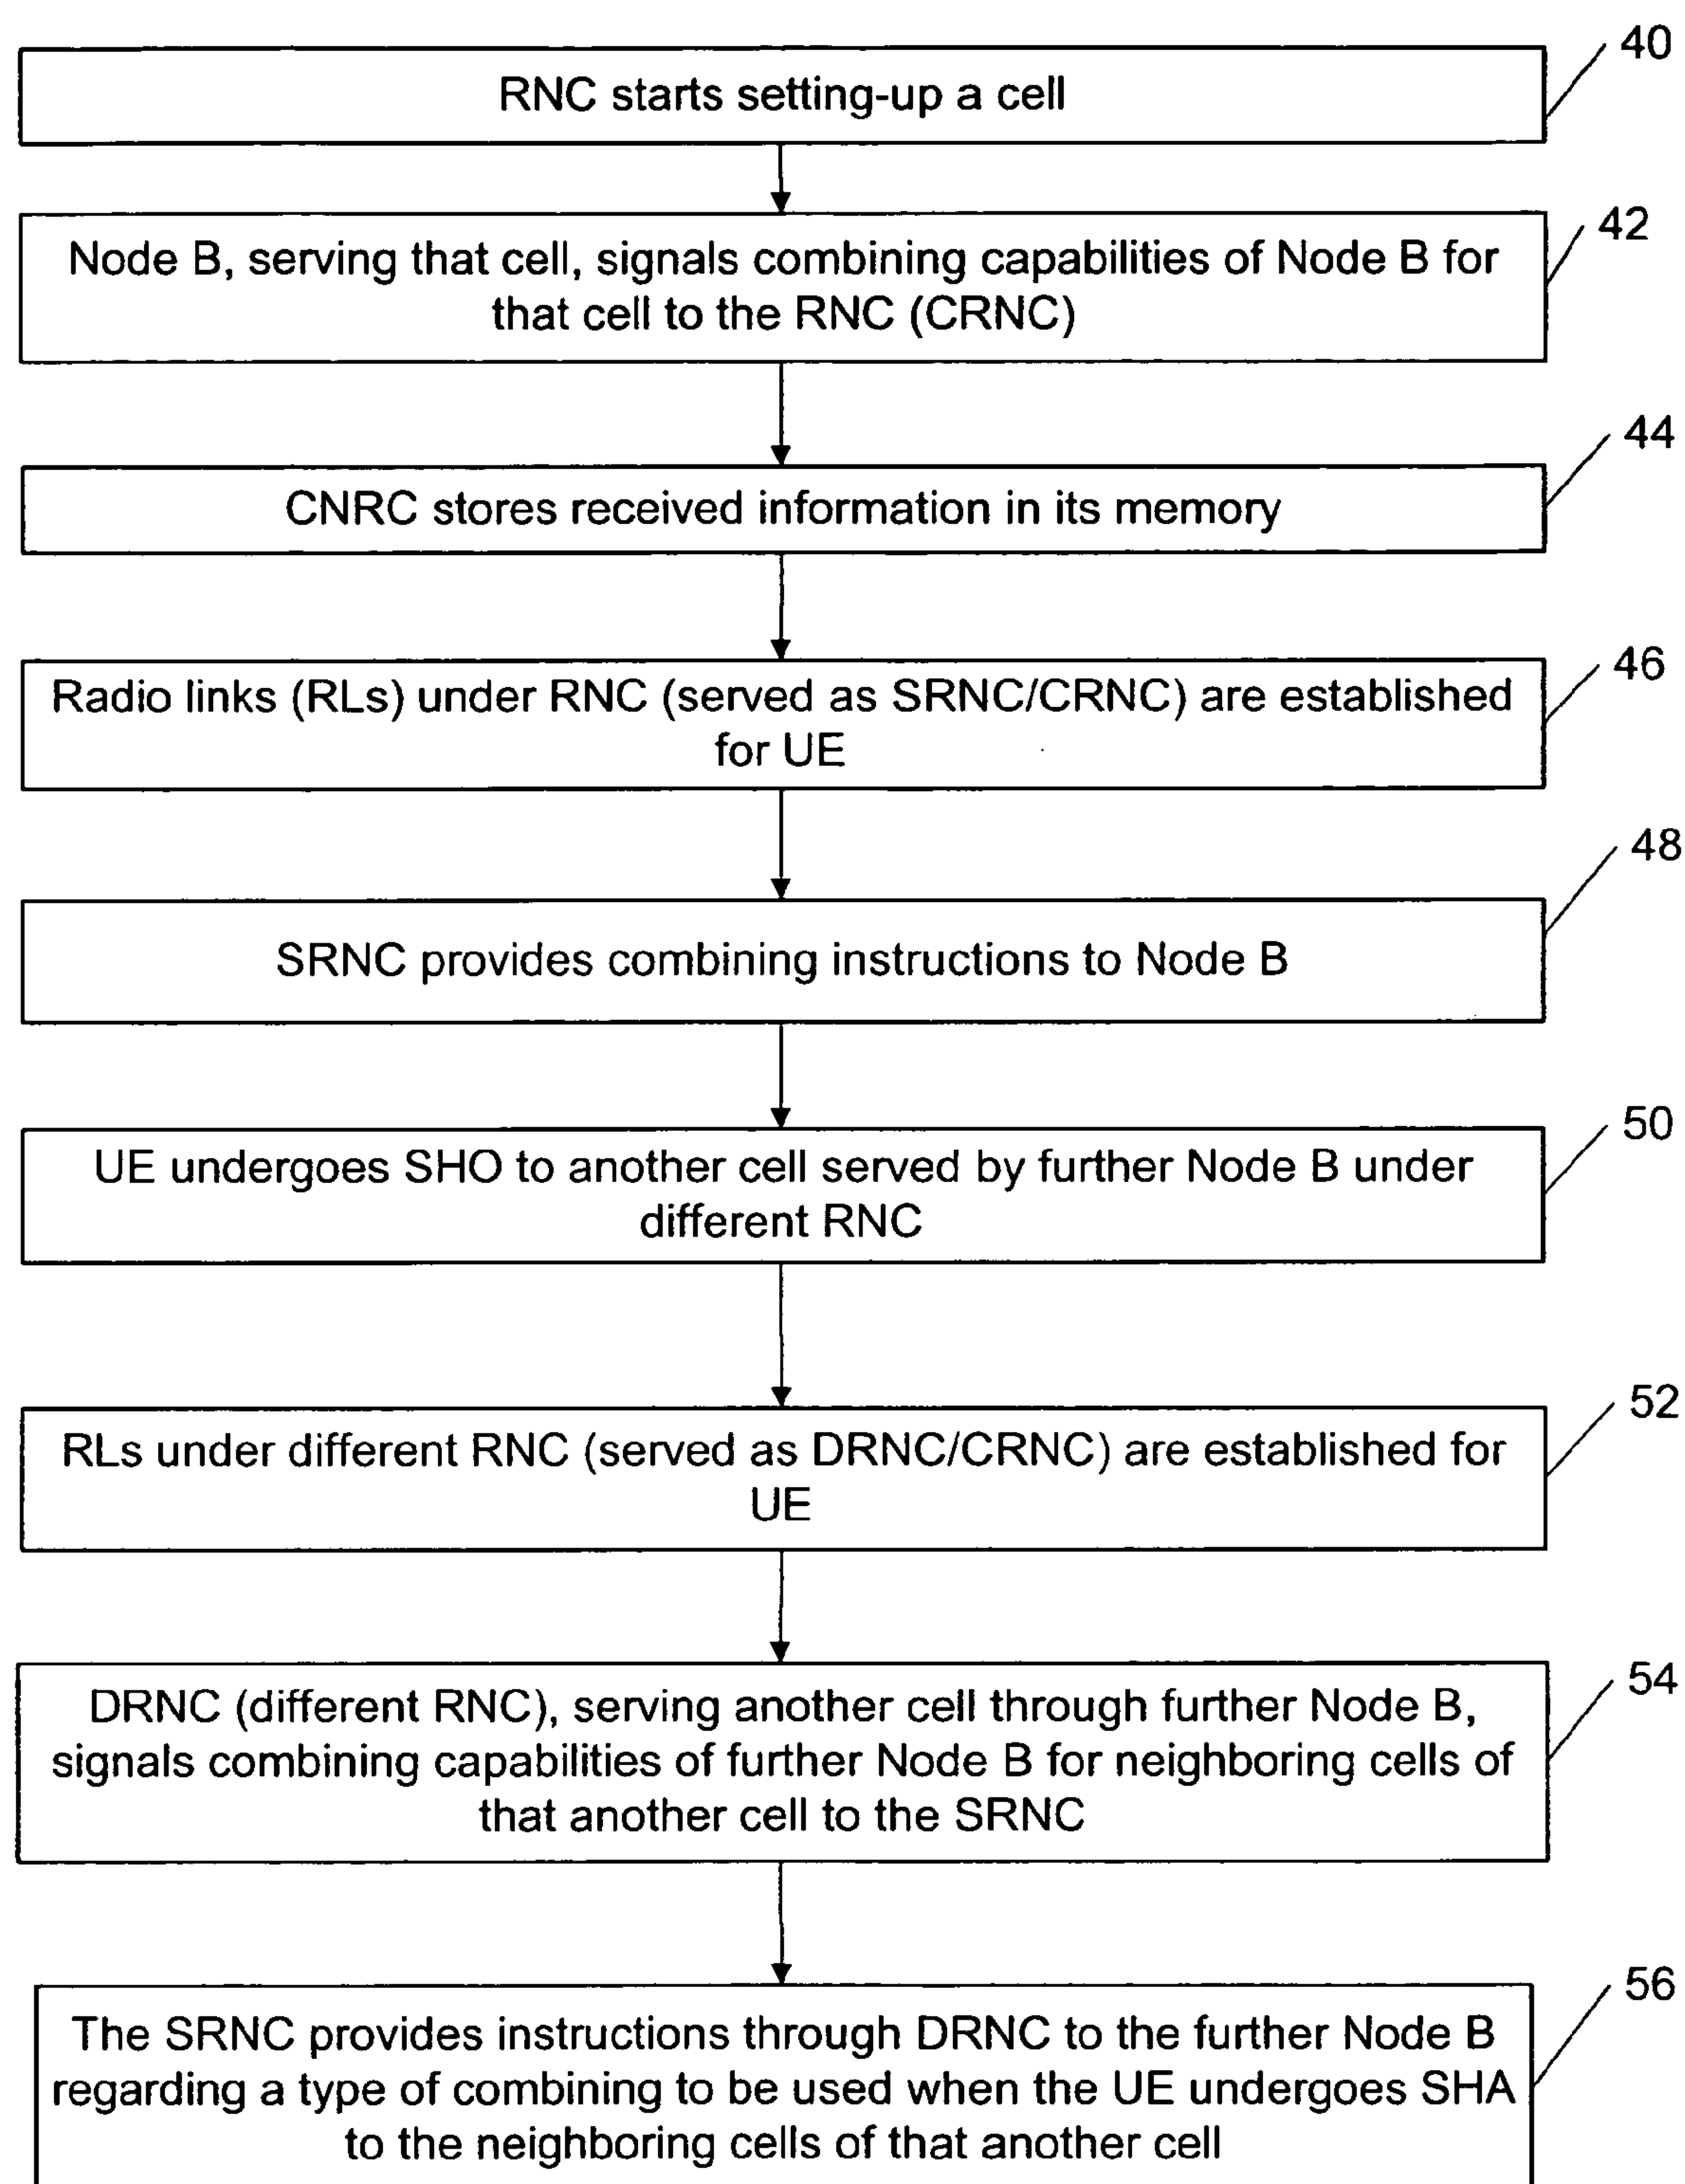 40
RNC starts setting-up a cell
42
Node B, serving that cell, signals combining capabilities of Node B for
that cell to the RNC (CRNC)
44
CNRC stores received information in its memory
46
Radio links (RLs) under RNC (served as SRNC/CRNC) are established
for UE
48
SRNC provides combining instructions to Node B
50
UE undergoes SHO to another cell served by further Node B under
different RNC
52
RLs under different RNC (served as DRNC/CRNC) are established for
UE
54
DRNC (different RNC), serving another cell through further Node B,
signals combining capabilities of further Node B for neighboring cells of
that another cell to the SRNC
56
The SRNC provides instructions through DRNC to the further Node B
regarding a type of combining to be used when the UE undergoes SHA
to the neighboring cells of that another cell